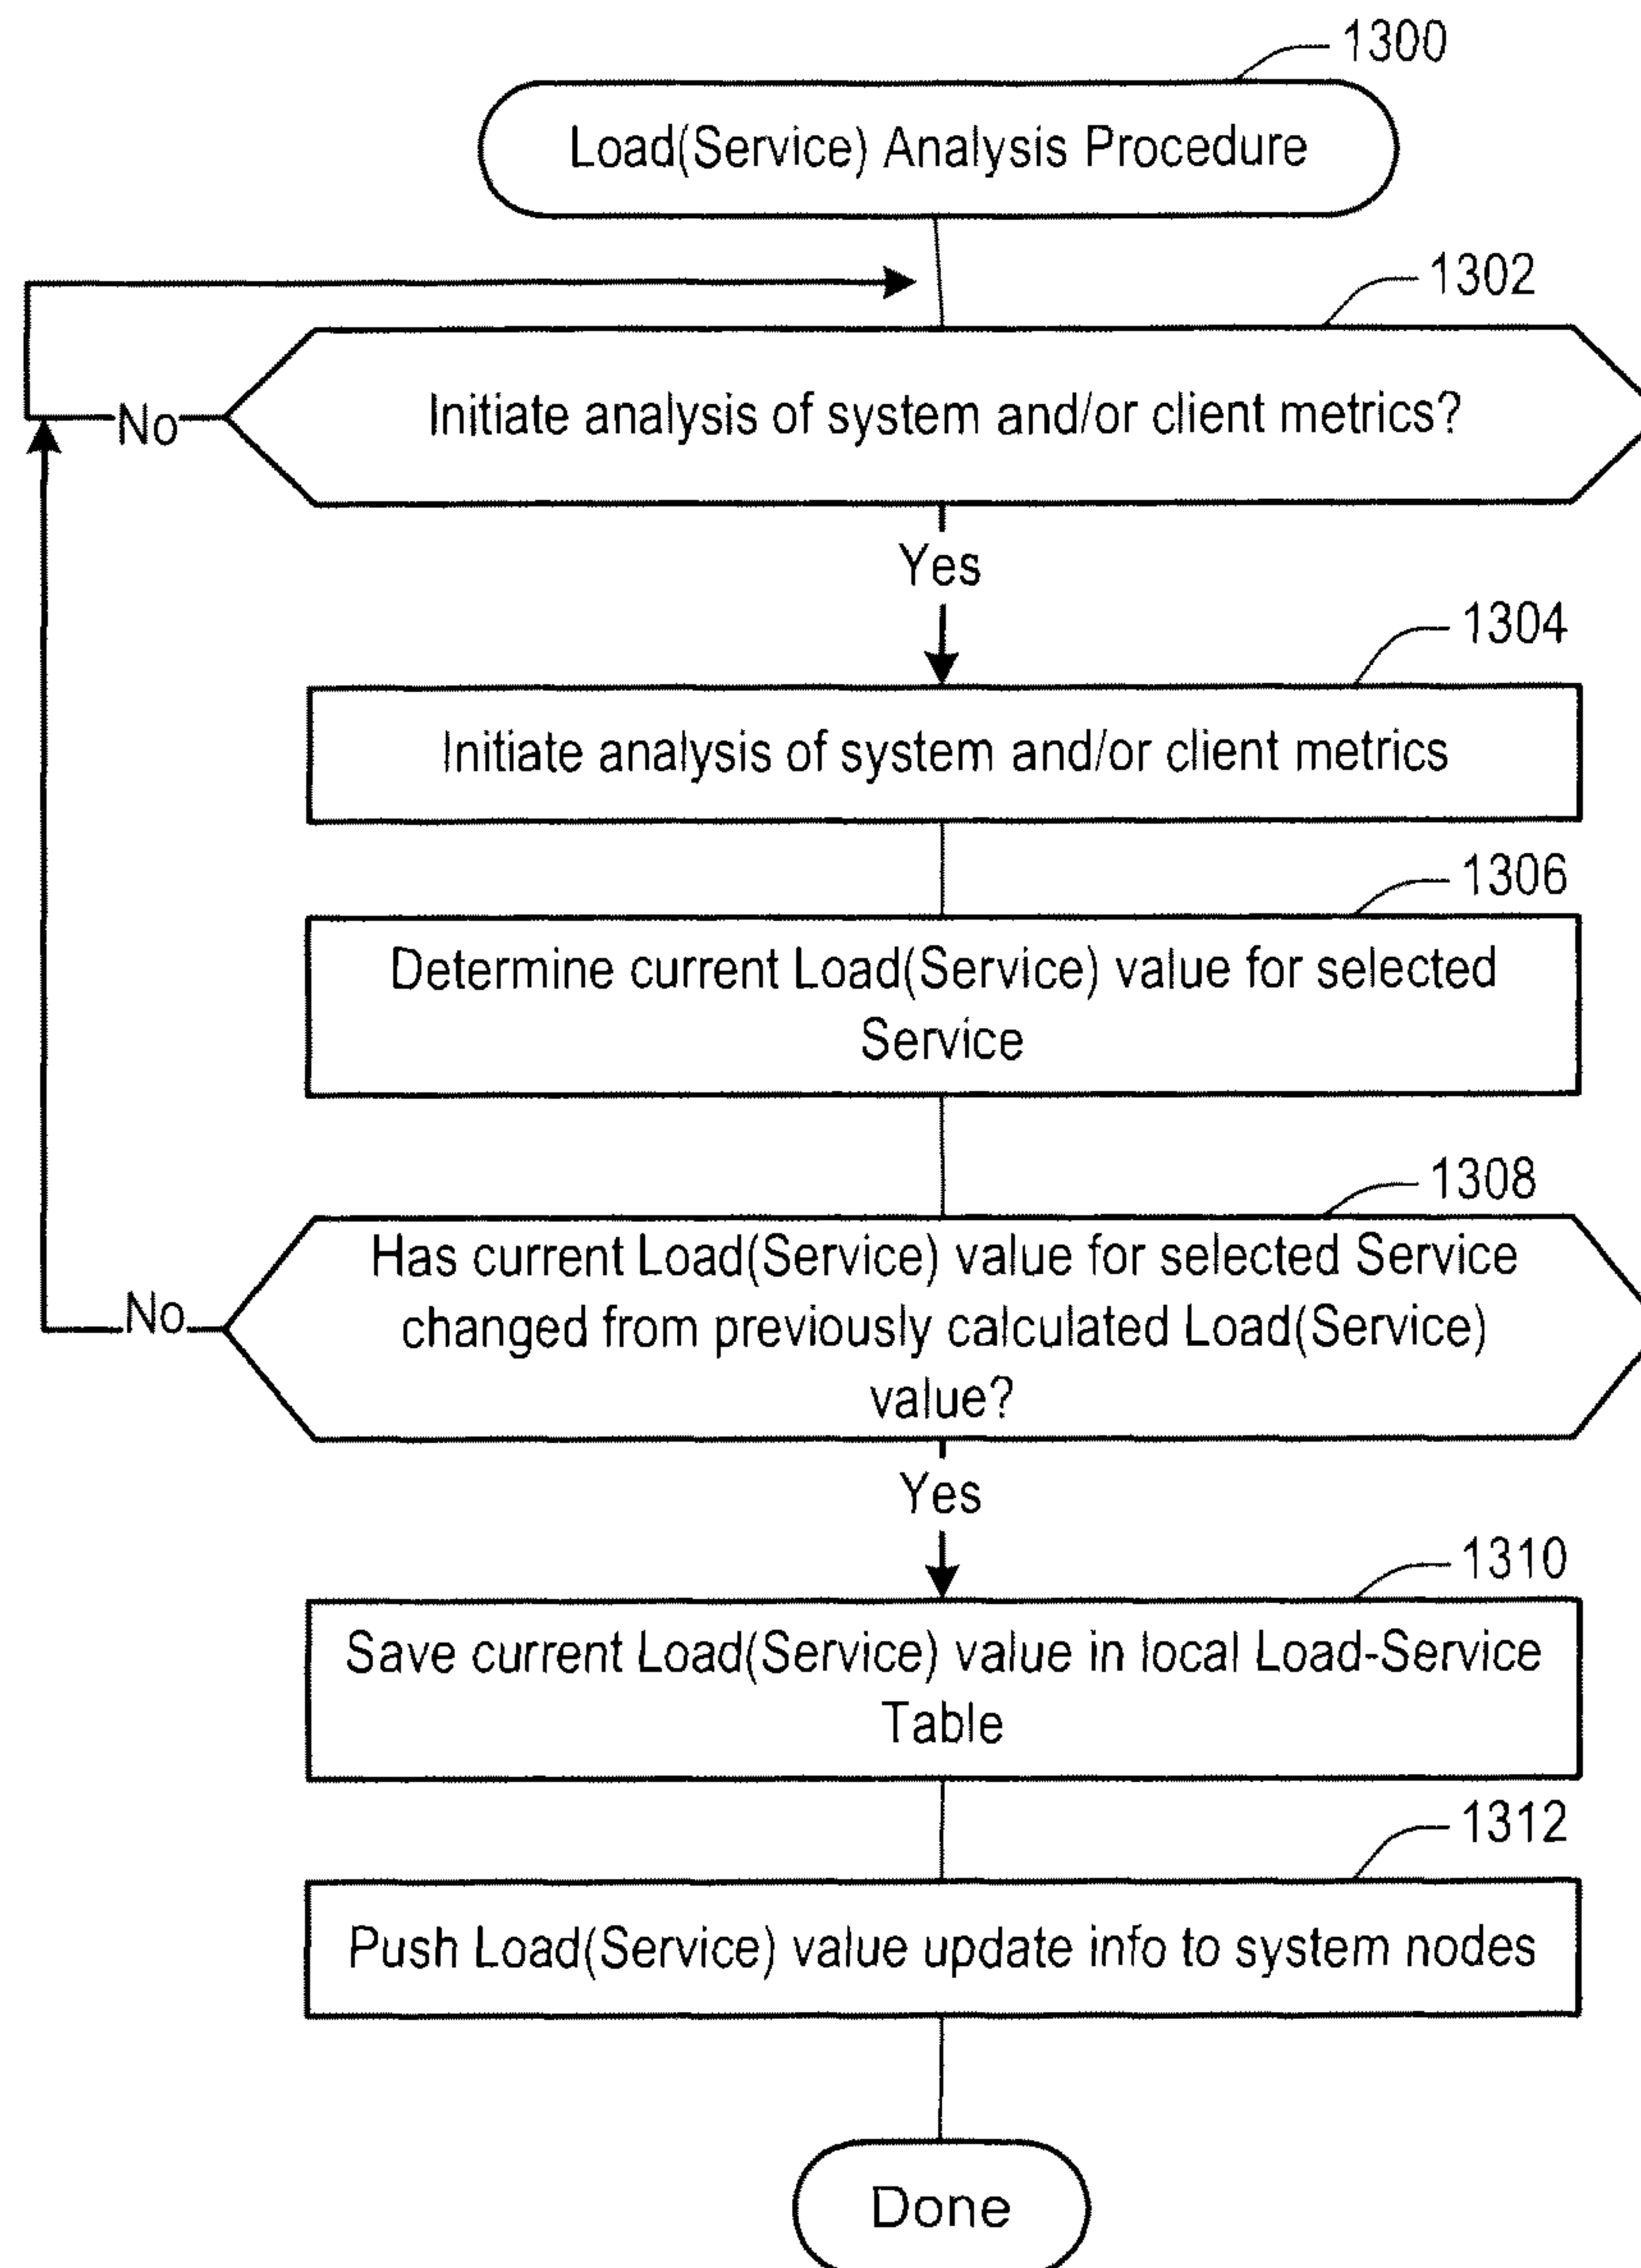 1300
Load(Service) Analysis Procedure
1302
Initiate analysis of system and/or client metrics?
No
Yes
1304
Initiate analysis of system and/or client metrics
1306
Determine current Load(Service) value for selected
Service
1308
Has current Load(Service) value for selected Service
changed from previously calculated Load(Service)
value?
No
Yes
1310
Save current Load(Service) value in local Load-Service
Table
1312
Push Load(Service) value update info to system nodes
Done